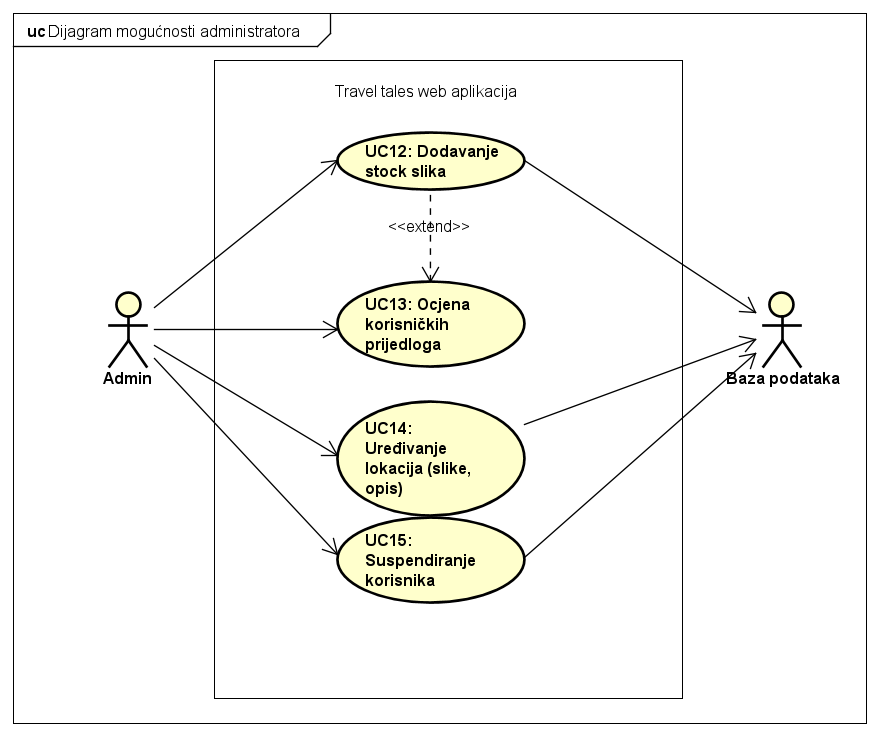 uc Dijagram mogućnosti administratora
Travel tales web aplikacija
UC12: Dodavanje
stock slika
<<extend>>
UC13: Ocjena
korisničkih
prijedloga
Admin
Baza podataka
UC14:
Uređivanje
lokacija (slike,
opis)
UC15:
Suspendiranje
korisnika